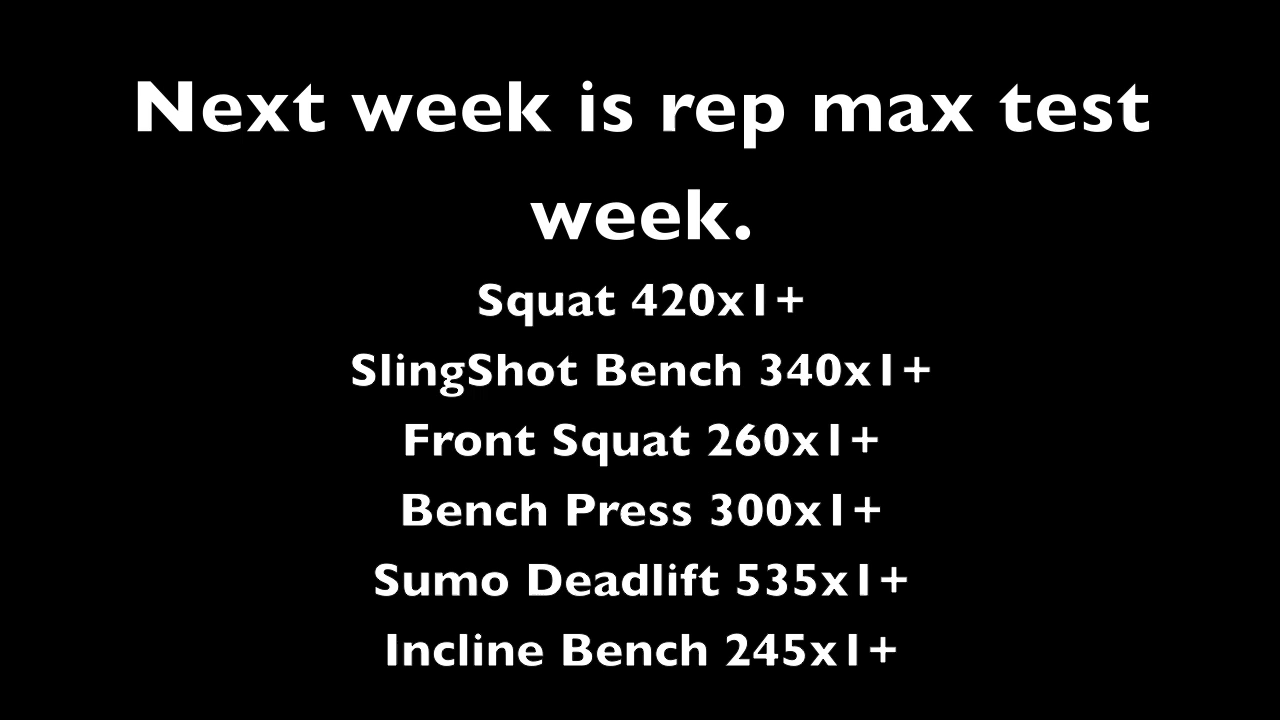 Next week is rep max test
week.
Squat 420x1+
SlingShot Bench 340x1+
Front Squat 260x1+
Bench Press 300x1+
Sumo Deadlift 535x1+
Incline Bench 245x1+